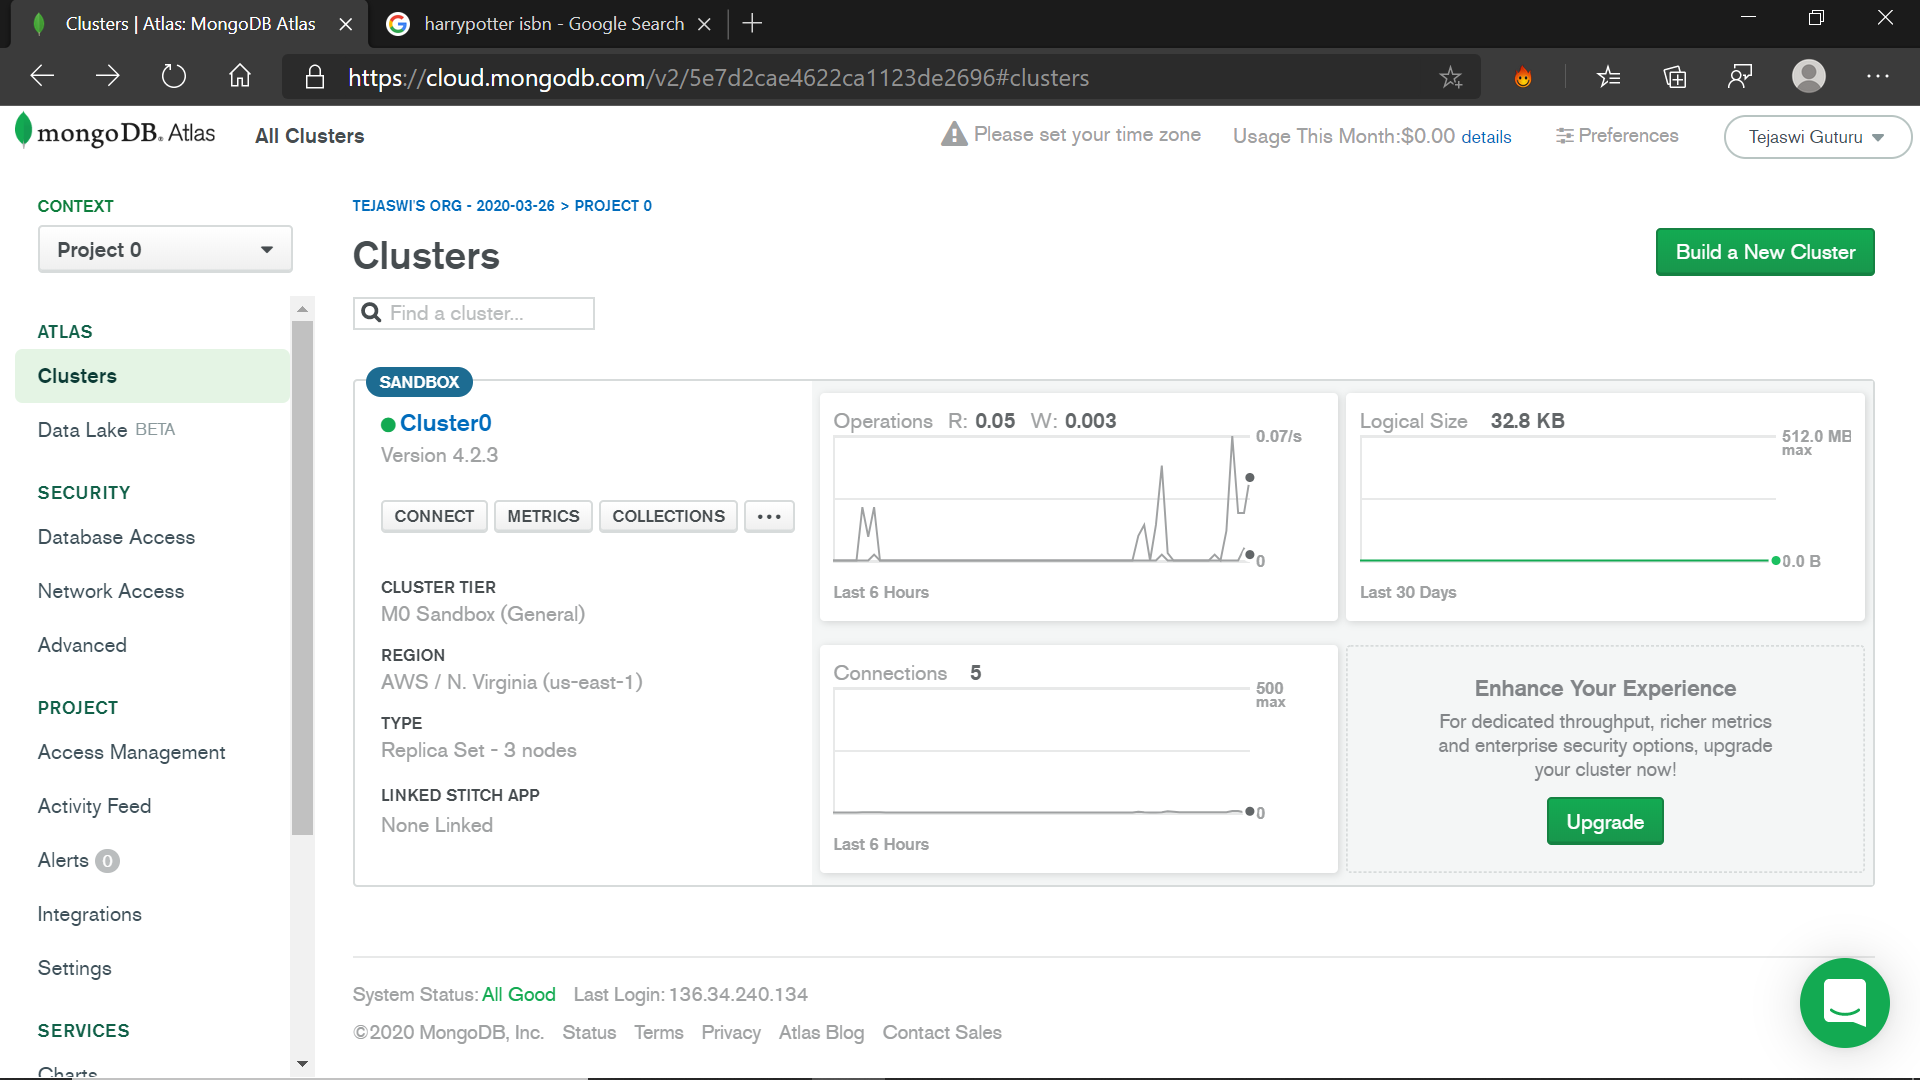 Clusters | Atlas: MongoDB Atlas
harrypotter isbn - Google Search
https://cloud.mongodb.com/v2/5e7d2cae4622ca1123de2696#clusters
mongoDB. Atlas
All Clusters
Please set your time zone
Usage This Month:$0.00 details
Preferences
Tejaswi Guturu
CONTEXT
Project 0
ATLAS
Clusters
Data Lake BETA
SECURITY
Database Access
Network Access
Advanced
PROJECT
Access Management
Activity Feed
Alerts 0
Integrations
Settings
SERVICES
Charts
TEJASWI'S ORG - 2020-03-26 > PROJECT 0
Clusters
Build a New Cluster
Find a cluster...
SANDBOX
Cluster0
Version 4.2.3
CONNECT
METRICS
COLLECTIONS
...
CLUSTER TIER
M0 Sandbox (General)
REGION
AWS / N. Virginia (us-east-1)
TYPE
Replica Set - 3 nodes
LINKED STITCH APP
None Linked
Operations R: 0.05 W: 0.003
0.07/s
0
Last 6 Hours
Logical Size 32.8 KB
512.0 MB
max
0.0 B
Last 30 Days
Connections 5
500
max
0
Last 6 Hours
Enhance Your Experience
For dedicated throughput, richer metrics
and enterprise security options, upgrade
your cluster now!
Upgrade
System Status: All Good Last Login: 136.34.240.134
©2020 MongoDB, Inc. Status Terms Privacy Atlas Blog Contact Sales